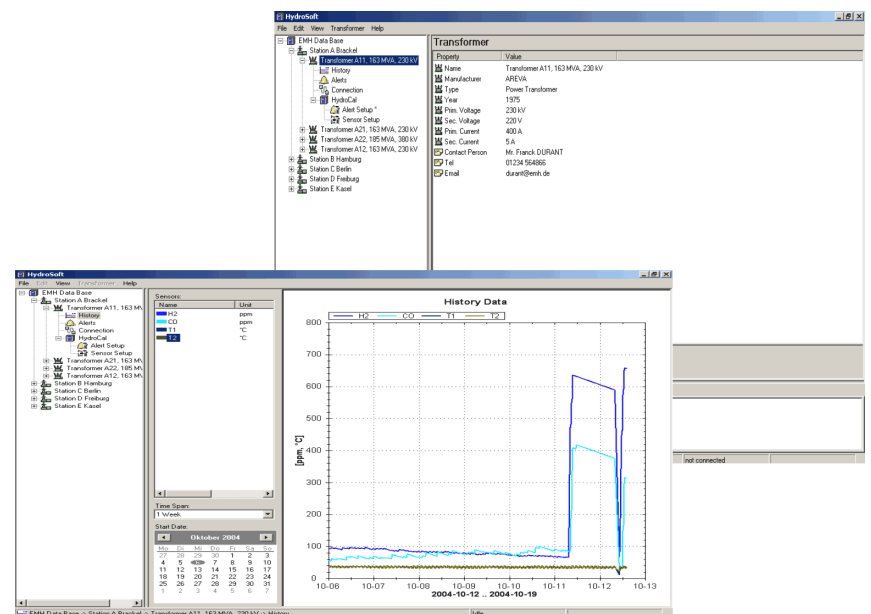 HydroSoft
File Edit View Transformer Help
EMH Data Base
Station A Brackel
Transformer A11, 163 MVA, 230 kV
History
Alerts
Connection
HydroCal
Alert Setup *
Sensor Setup
Transformer A21, 163 MVA, 230 kV
Transformer A22, 185 MVA, 380 kV
Transformer A12, 163 MVA, 230 kV
Station B Hamburg
Station C Berlin
Station D Freiburg
Station E Kasel
Transformer
Property Value
Name Transformer A11, 163 MVA, 230 kV
Manufacturer AREVA
Type Power Transformer
Year 1975
Prim. Voltage 230 kV
Sec. Voltage 220 V
Prim. Current 400 A
Sec. Current 5 A
Contact Person Mr. Franck DURANT
Tel 01234 564866
Email durant@emh.de
not connected
HydroSoft
File Edit View Transformer Help
EMH Data Base
Station A Brackel
Transformer A11, 163 M\
History
Alerts
Connection
HydroCal
Alert Setup
Sensor Setup
Transformer A21, 163 M\
Transformer A22, 185 M\
Transformer A12, 163 M\
Station B Hamburg
Station C Berlin
Station D Freiburg
Station E Kasel
Sensors:
Name Unit
H2 ppm
CO ppm
T1 °C
T2 °C
Time Span:
1 Week
Start Date:
Oktober 2004
Mo Di Mi Do Fr Sa So
27 28 29 30 1 2 3
4 5 6 7 8 9 10
11 12 13 14 15 16 17
18 19 20 21 22 23 24
25 26 27 28 29 30 31
1 2 3 4 5 6 7
History Data
H2 CO T1 T2
[ppm, °C]
800
700
600
500
400
300
200
100
0
10-06 10-07 10-08 10-09 10-10 10-11 10-12 10-13
2004-10-12 .. 2004-10-19
EMH Data Base -> Station A Brackel -> Transformer A11, 163 MVA, 230 kV -> History
Idle